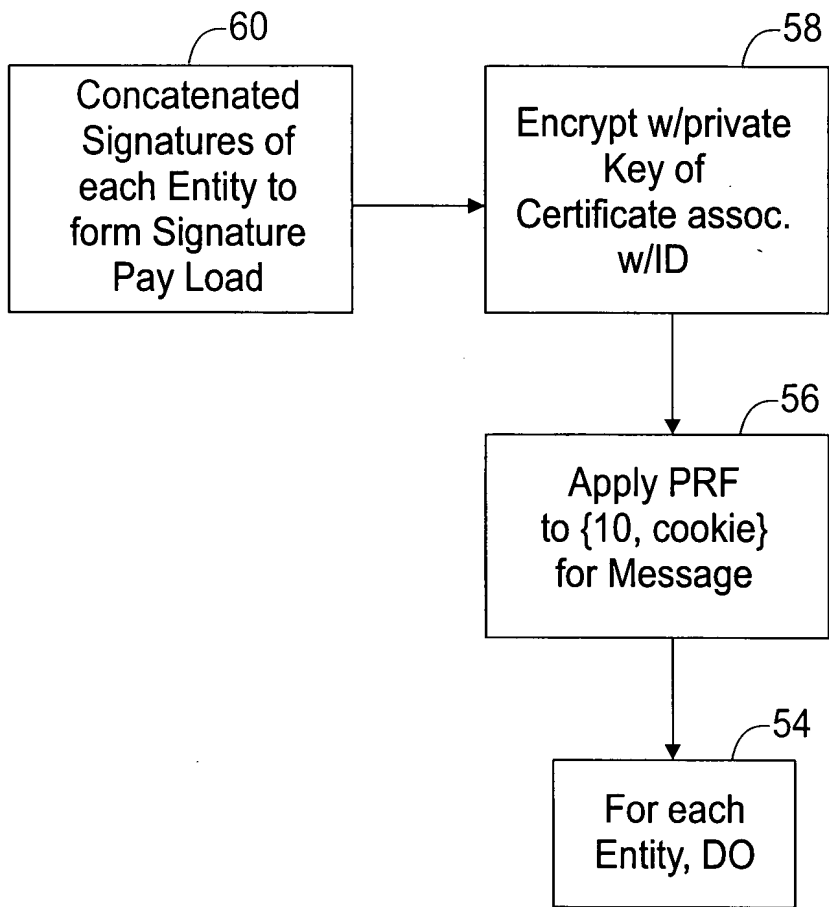 60
Concatenated
Signatures of
each Entity to
form Signature
Pay Load
58
Encrypt w/private
Key of
Certificate assoc.
w/ID
56
Apply PRF
to {10, cookie}
for Message
54
For each
Entity, DO